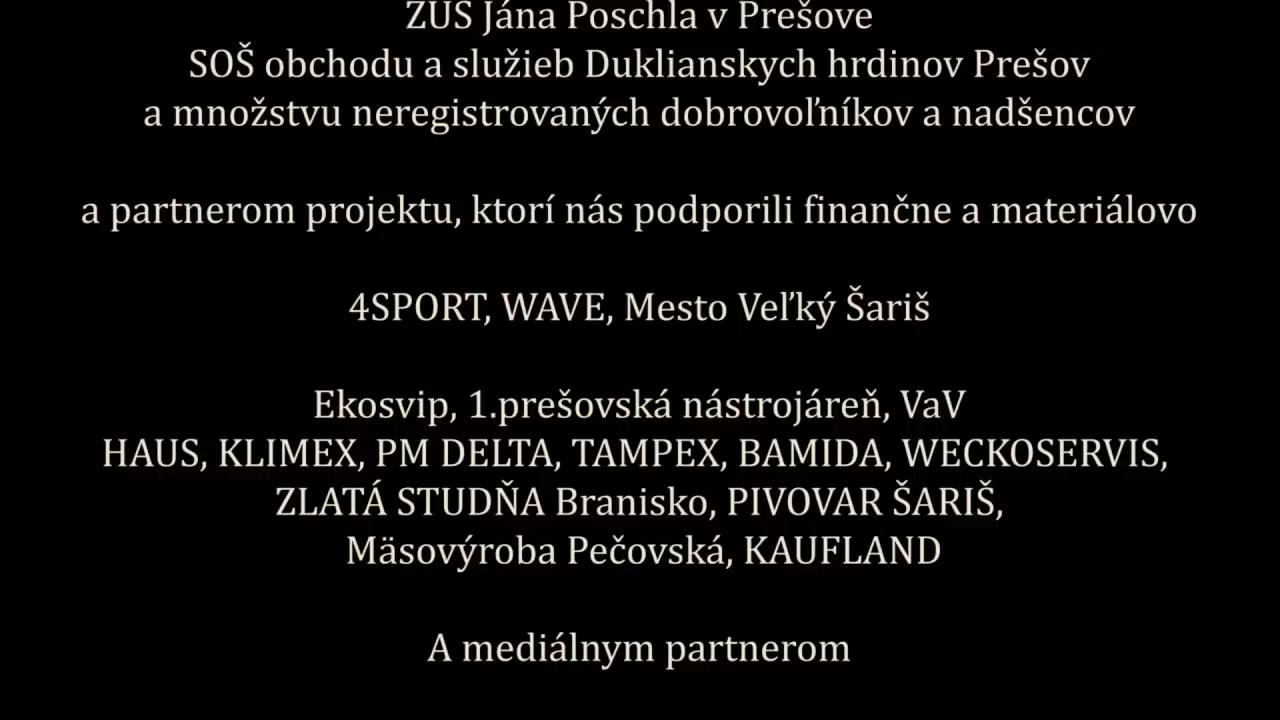 ZUŠ Jána Poschla v Prešove
SOŠ obchodu a služieb Duklianskych hrdinov Prešov
a množstvu neregistrovaných dobrovoľníkov a nadšencov
a partnerom projektu, ktorí nás podporili finančne a materiálovo
4SPORT, WAVE, Mesto Veľký Šariš
Ekosvip, 1.prešovská nástrojáreň, VaV
HAUS, KLIMEX, PM DELTA, TAMPEX, BAMIDA, WECKOSERVIS,
ZLATÁ STUDŇA Branisko, PIVOVAR ŠARIŠ,
Mäsovýroba Pečovská, KAUFLAND
A mediálnym partnerom